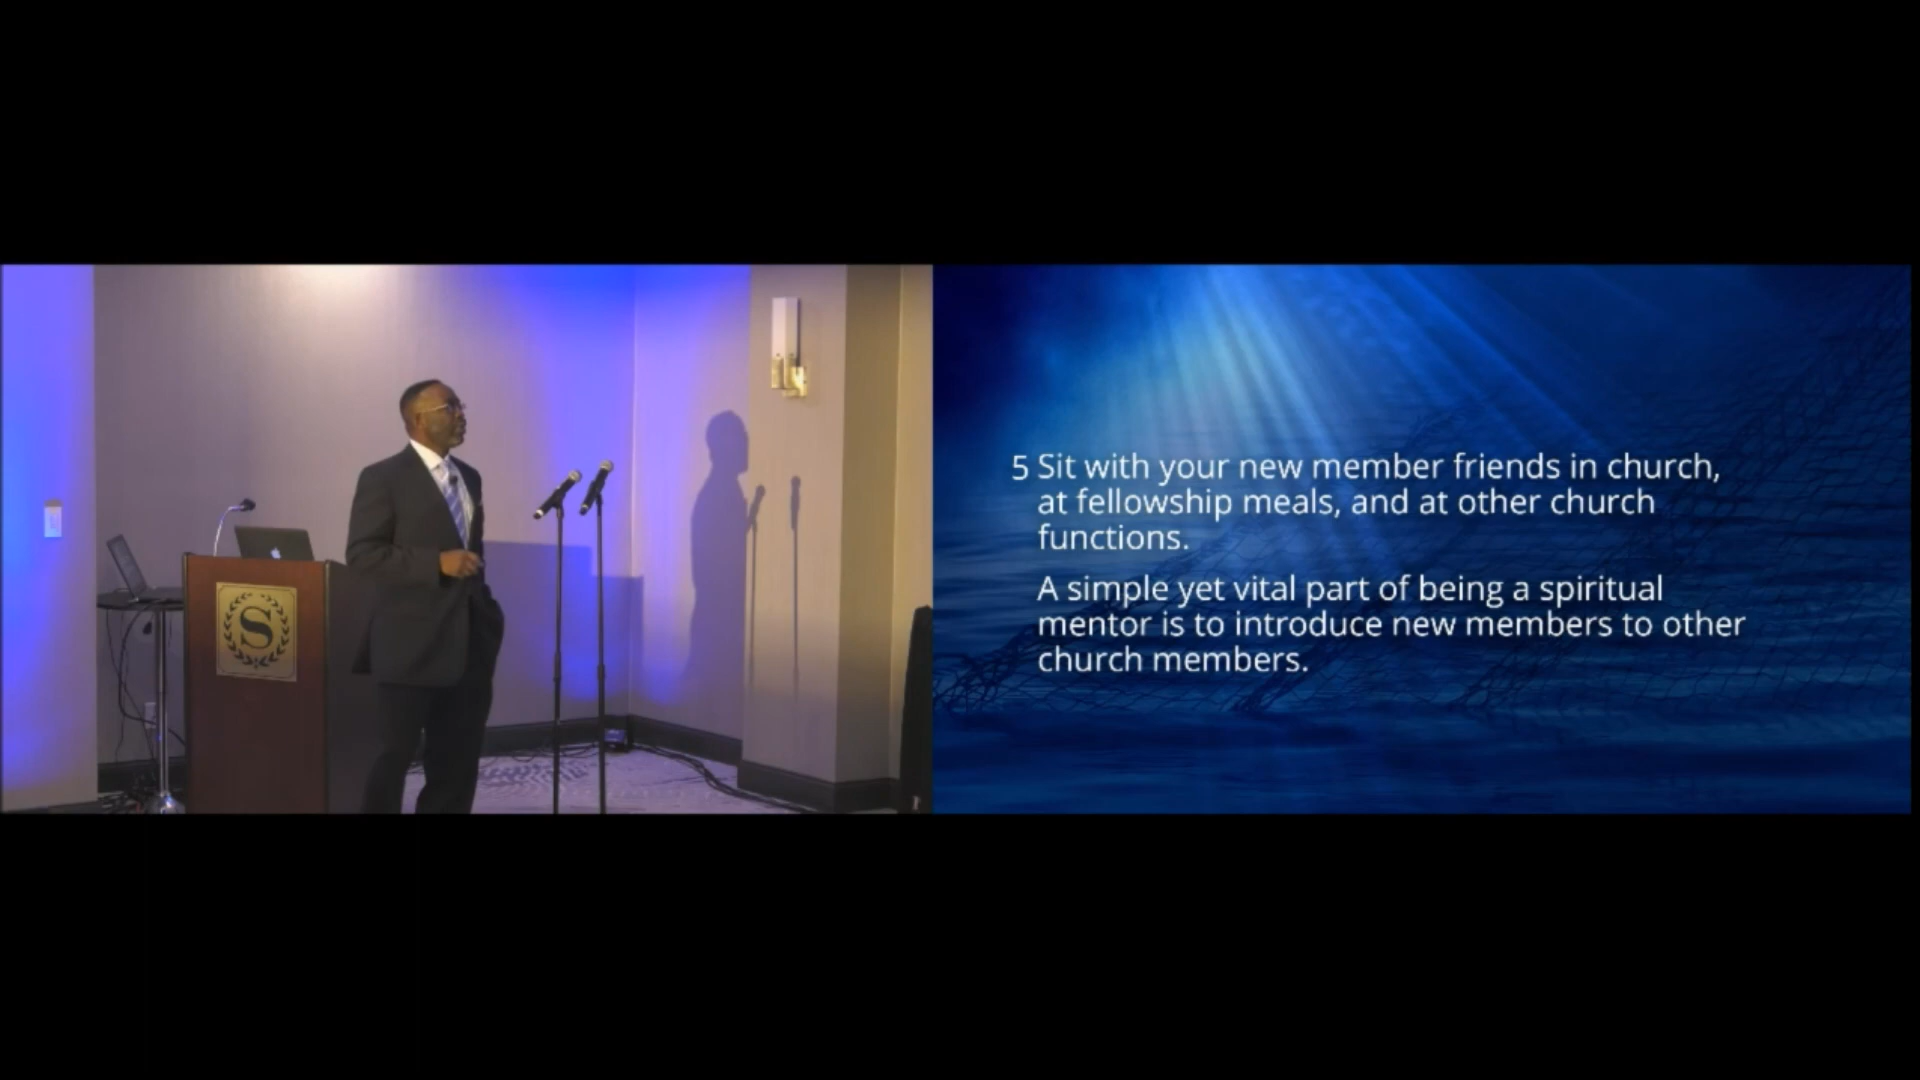 S
5 Sit with your new member friends in church,
at fellowship meals, and at other church
functions.
A simple yet vital part of being a spiritual
mentor is to introduce new members to other
church members.